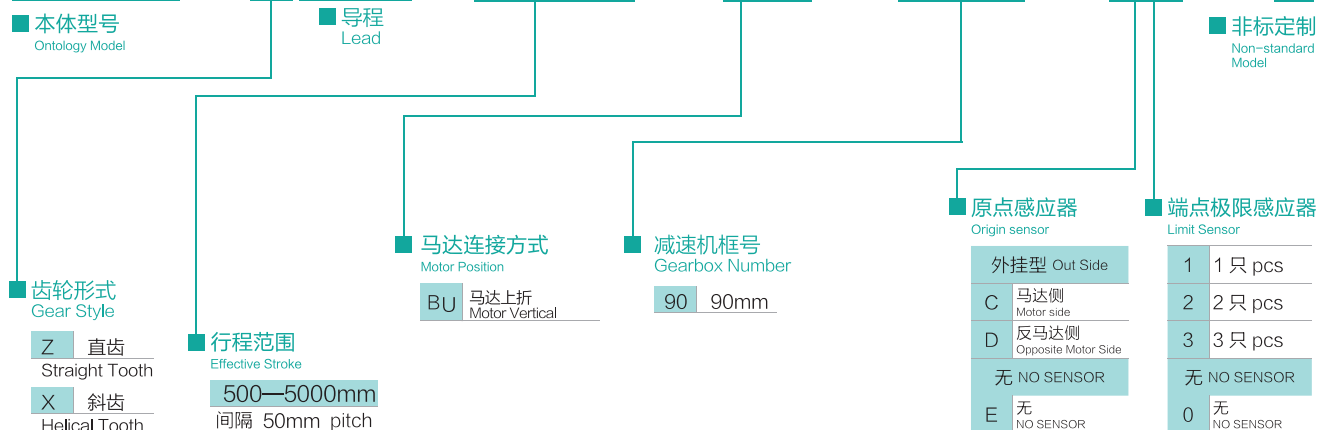 本体型号
Ontology Model
导程
Lead
非标定制
Non-standard
Model
齿轮形式
Gear Style
Z 直齿
Straight Tooth
X 斜齿
Helical Tooth
行程范围
Effective Stroke
500—5000mm
间隔 50mm pitch
马达连接方式
Motor Position
BU 马达上折
Motor Vertical
减速机框号
Gearbox Number
90 90mm
原点感应器
Origin sensor
外挂型 Out Side
C 马达侧
Motor side
D 反马达侧
Opposite Motor Side
无 NO SENSOR
E 无
NO SENSOR
端点极限感应器
Limit Sensor
1 1 只 pcs
2 2 只 pcs
3 3 只 pcs
无 NO SENSOR
0 无
NO SENSOR